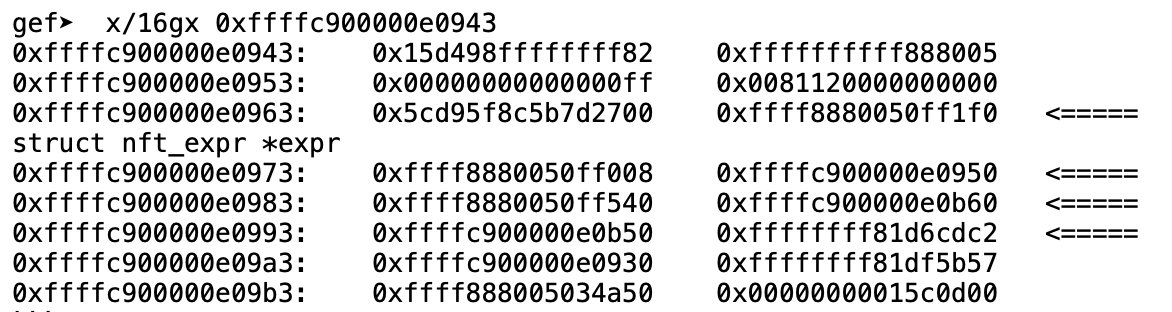 gef➤  x/16gx 0xffffc900000e0943
0xffffc900000e0943:    0x15d498ffffffff82    0xffffffffff888005
0xffffc900000e0953:    0x00000000000000ff    0x0081120000000000
0xffffc900000e0963:    0x5cd95f8c5b7d2700    0xffff8880050ff1f0   <=====
struct nft_expr *expr
0xffffc900000e0973:    0xffff8880050ff008    0xffffc900000e0950   <=====
0xffffc900000e0983:    0xffff8880050ff540    0xffffc900000e0b60   <=====
0xffffc900000e0993:    0xffffc900000e0b50    0xffffffff81d6cdc2   <=====
0xffffc900000e09a3:    0xffffc900000e0930    0xffffffff81df5b57
0xffffc900000e09b3:    0xffff888005034a50    0x00000000015c0d00